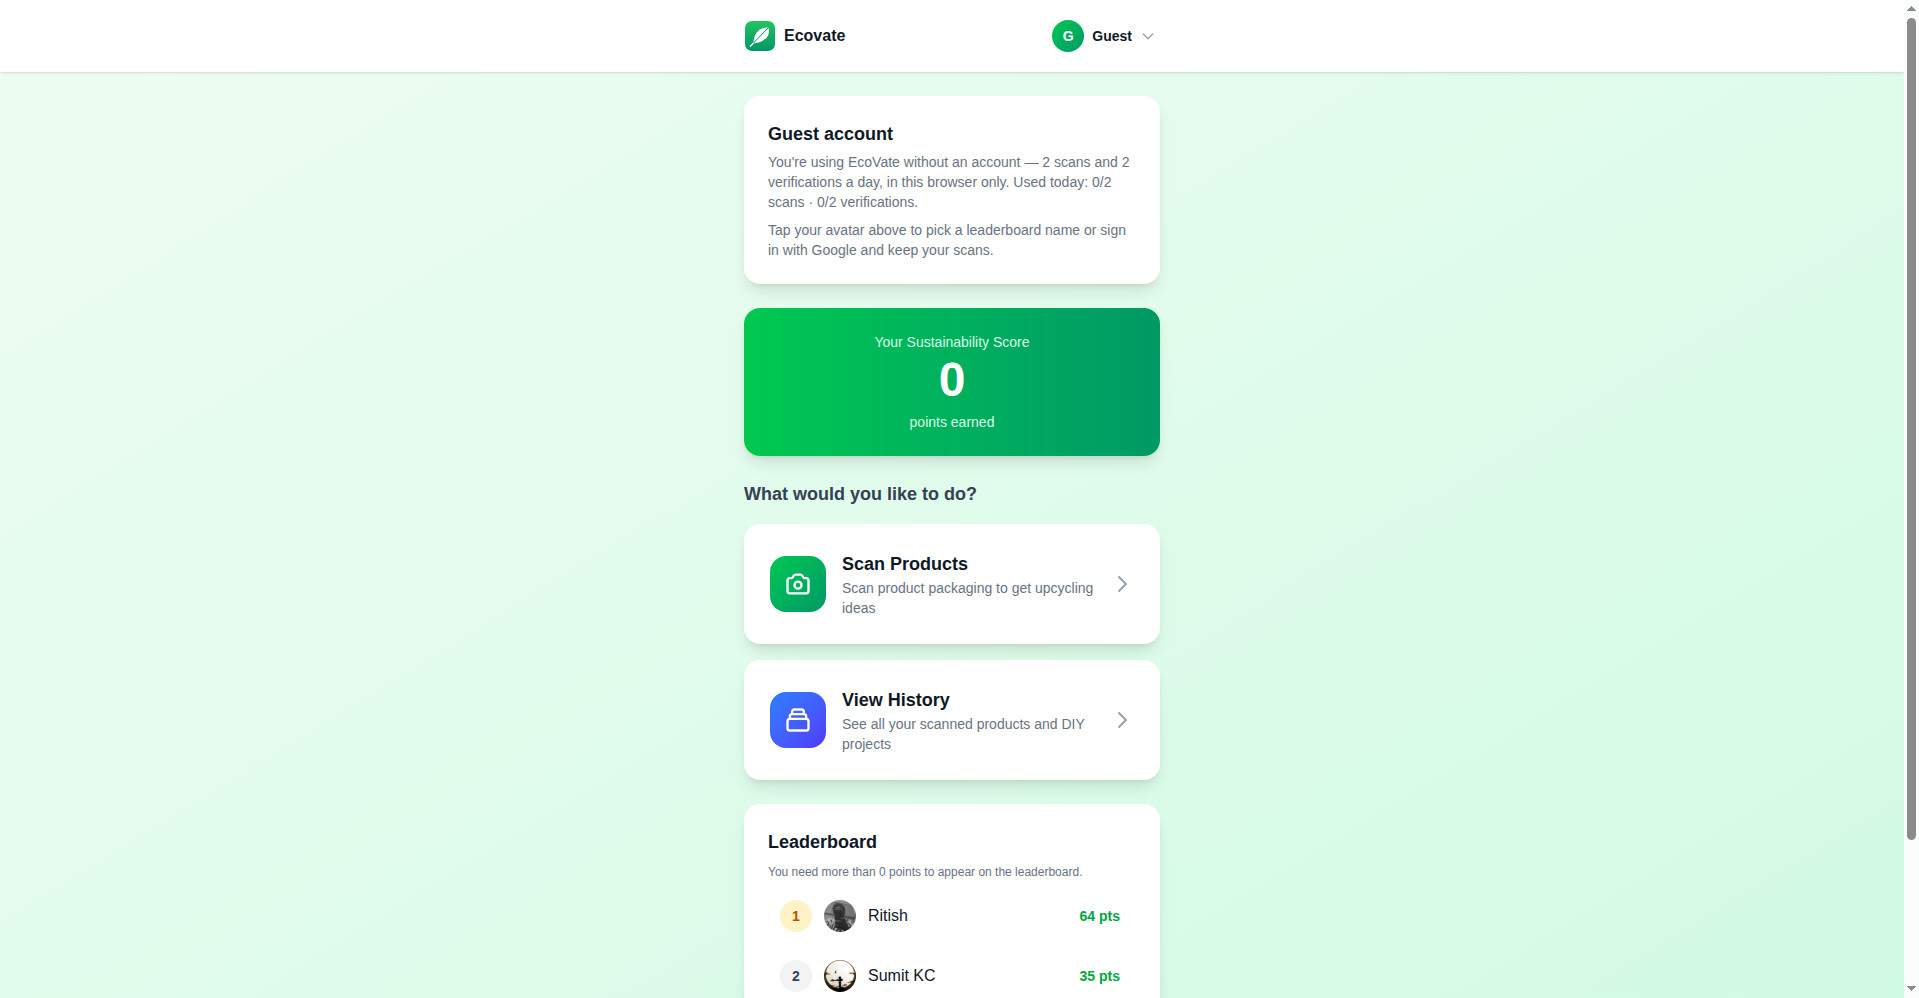 Ecovate
G
Guest
Guest account
You're using EcoVate without an account — 2 scans and 2
verifications a day, in this browser only. Used today: 0/2
scans · 0/2 verifications.
Tap your avatar above to pick a leaderboard name or sign
in with Google and keep your scans.
Your Sustainability Score
0
points earned
What would you like to do?
Scan Products
Scan product packaging to get upcycling
ideas
View History
See all your scanned products and DIY
projects
Leaderboard
You need more than 0 points to appear on the leaderboard.
1 Ritish 64 pts
2 Sumit KC 35 pts